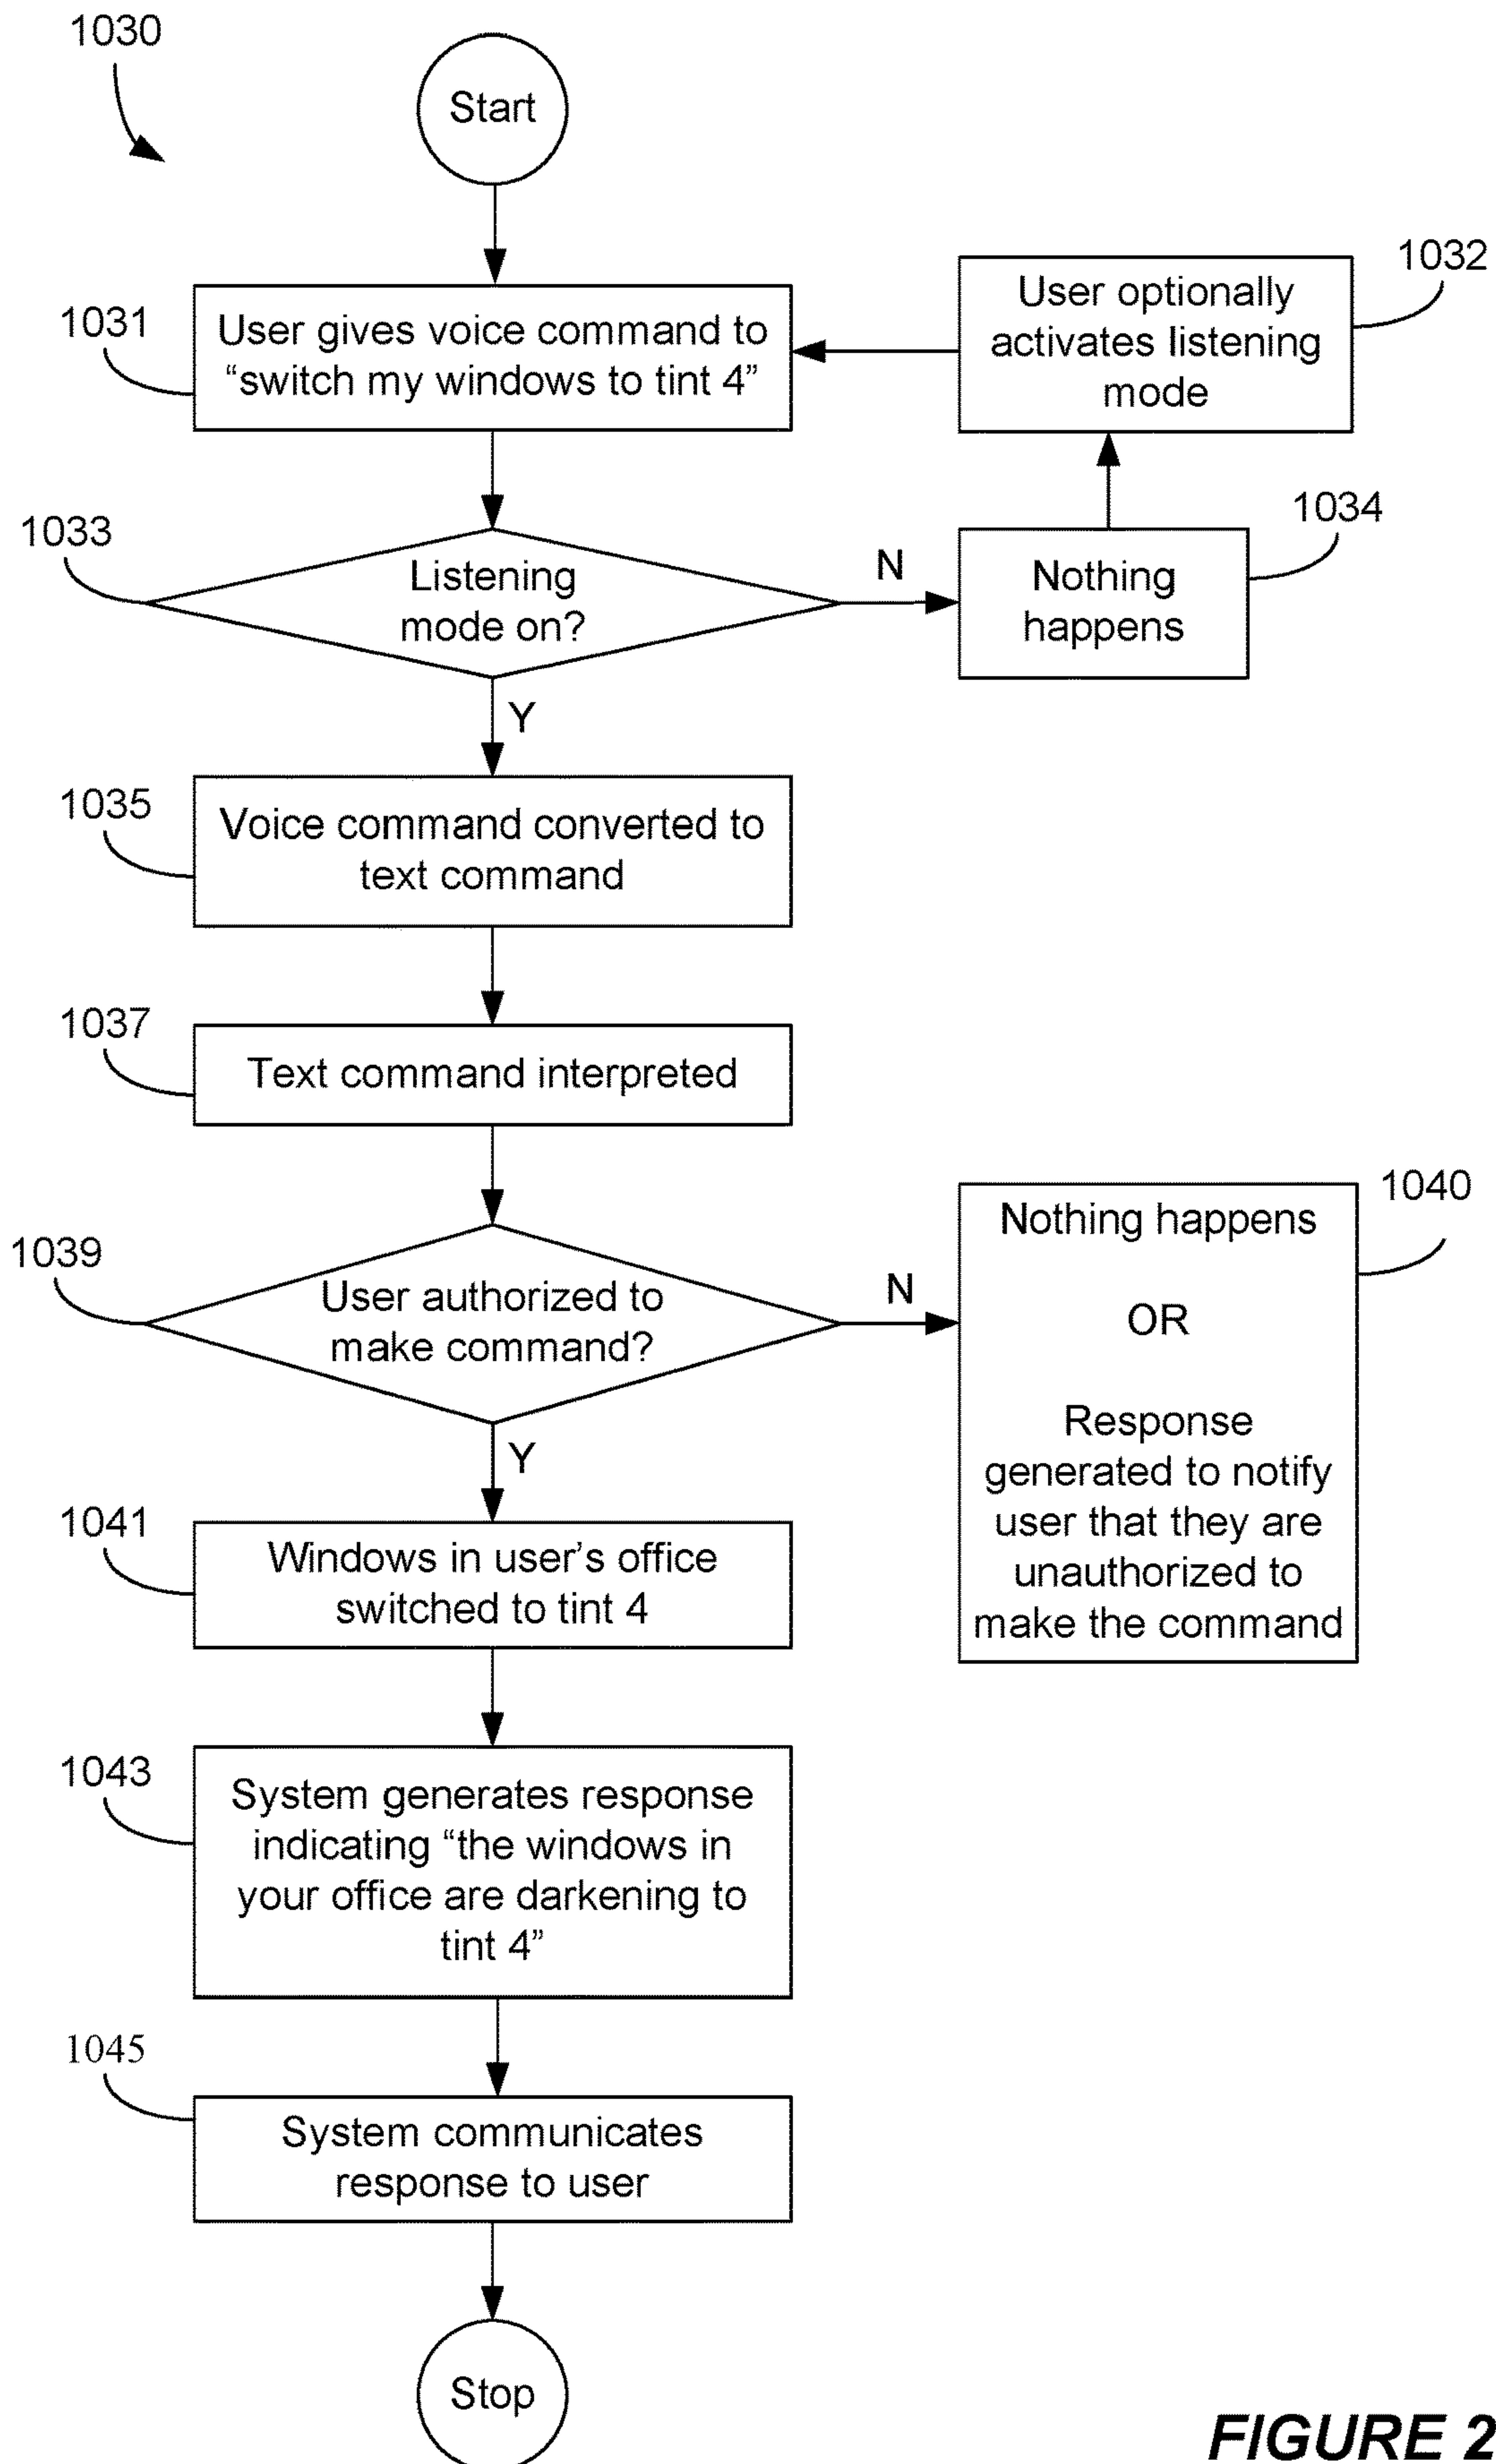 1030
Start
1031
User gives voice command to
“switch my windows to tint 4”
1032
User optionally
activates listening
mode
1033
Listening
mode on?
N
1034
Nothing
happens
Y
1035
Voice command converted to
text command
1037
Text command interpreted
1039
User authorized to
make command?
N
1040
Nothing happens
OR
Response
generated to notify
user that they are
unauthorized to
make the command
Y
1041
Windows in user’s office
switched to tint 4
1043
System generates response
indicating “the windows in
your office are darkening to
tint 4”
1045
System communicates
response to user
Stop
FIGURE 2